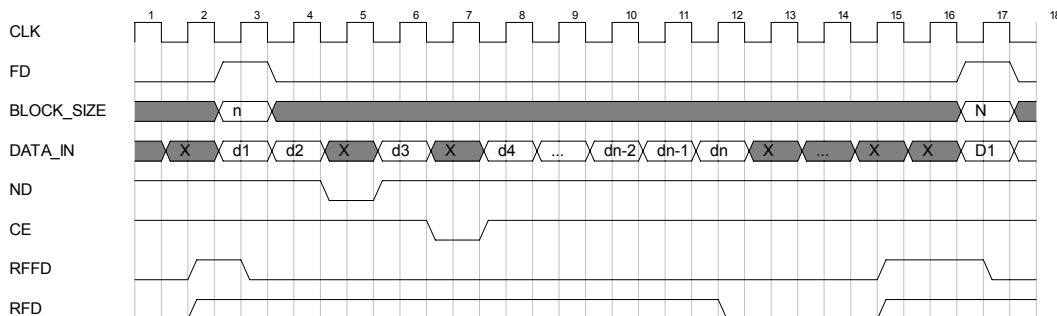 1 2 3 4 5 6 7 8 9 10 11 12 13 14 15 16 17 18
CLK
FD
BLOCK_SIZE n N
DATA_IN X d1 d2 X d3 X d4 ... dn-2 dn-1 dn X ... X X D1
ND
CE
RFFD
RFD